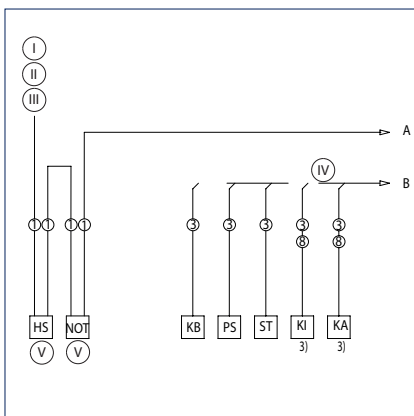 I
II
III
A
IV
B
1 1 1 1 3 3 3 3 3
8 8
HS NOT KB PS ST KI KA
V V 3) 3)